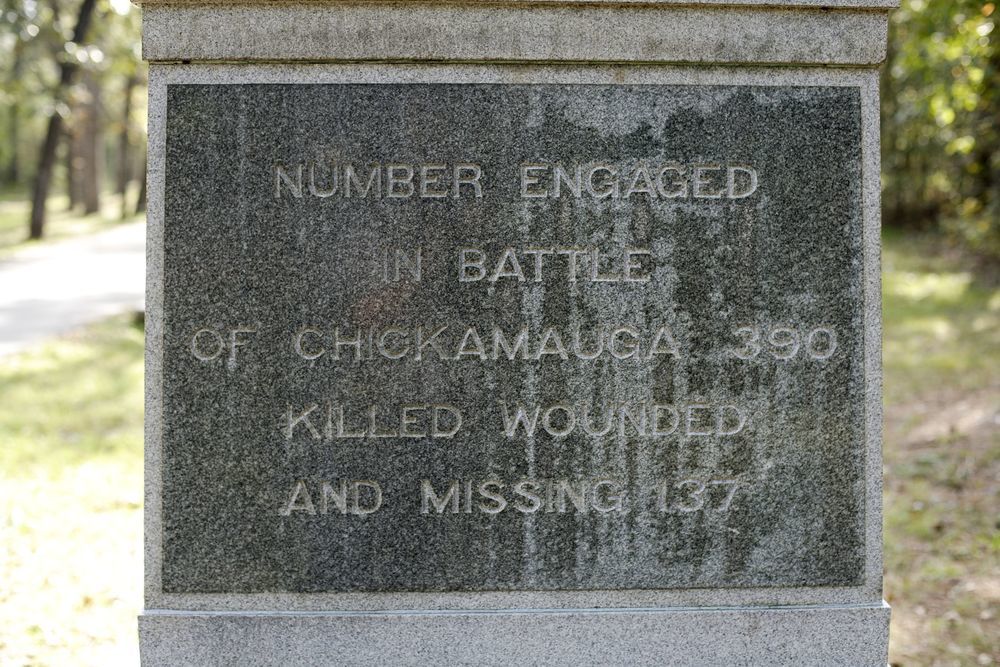 NUMBER ENGAGED
IN BATTLE
OF CHICKAMAUGA 390
KILLED WOUNDED
AND MISSING 137